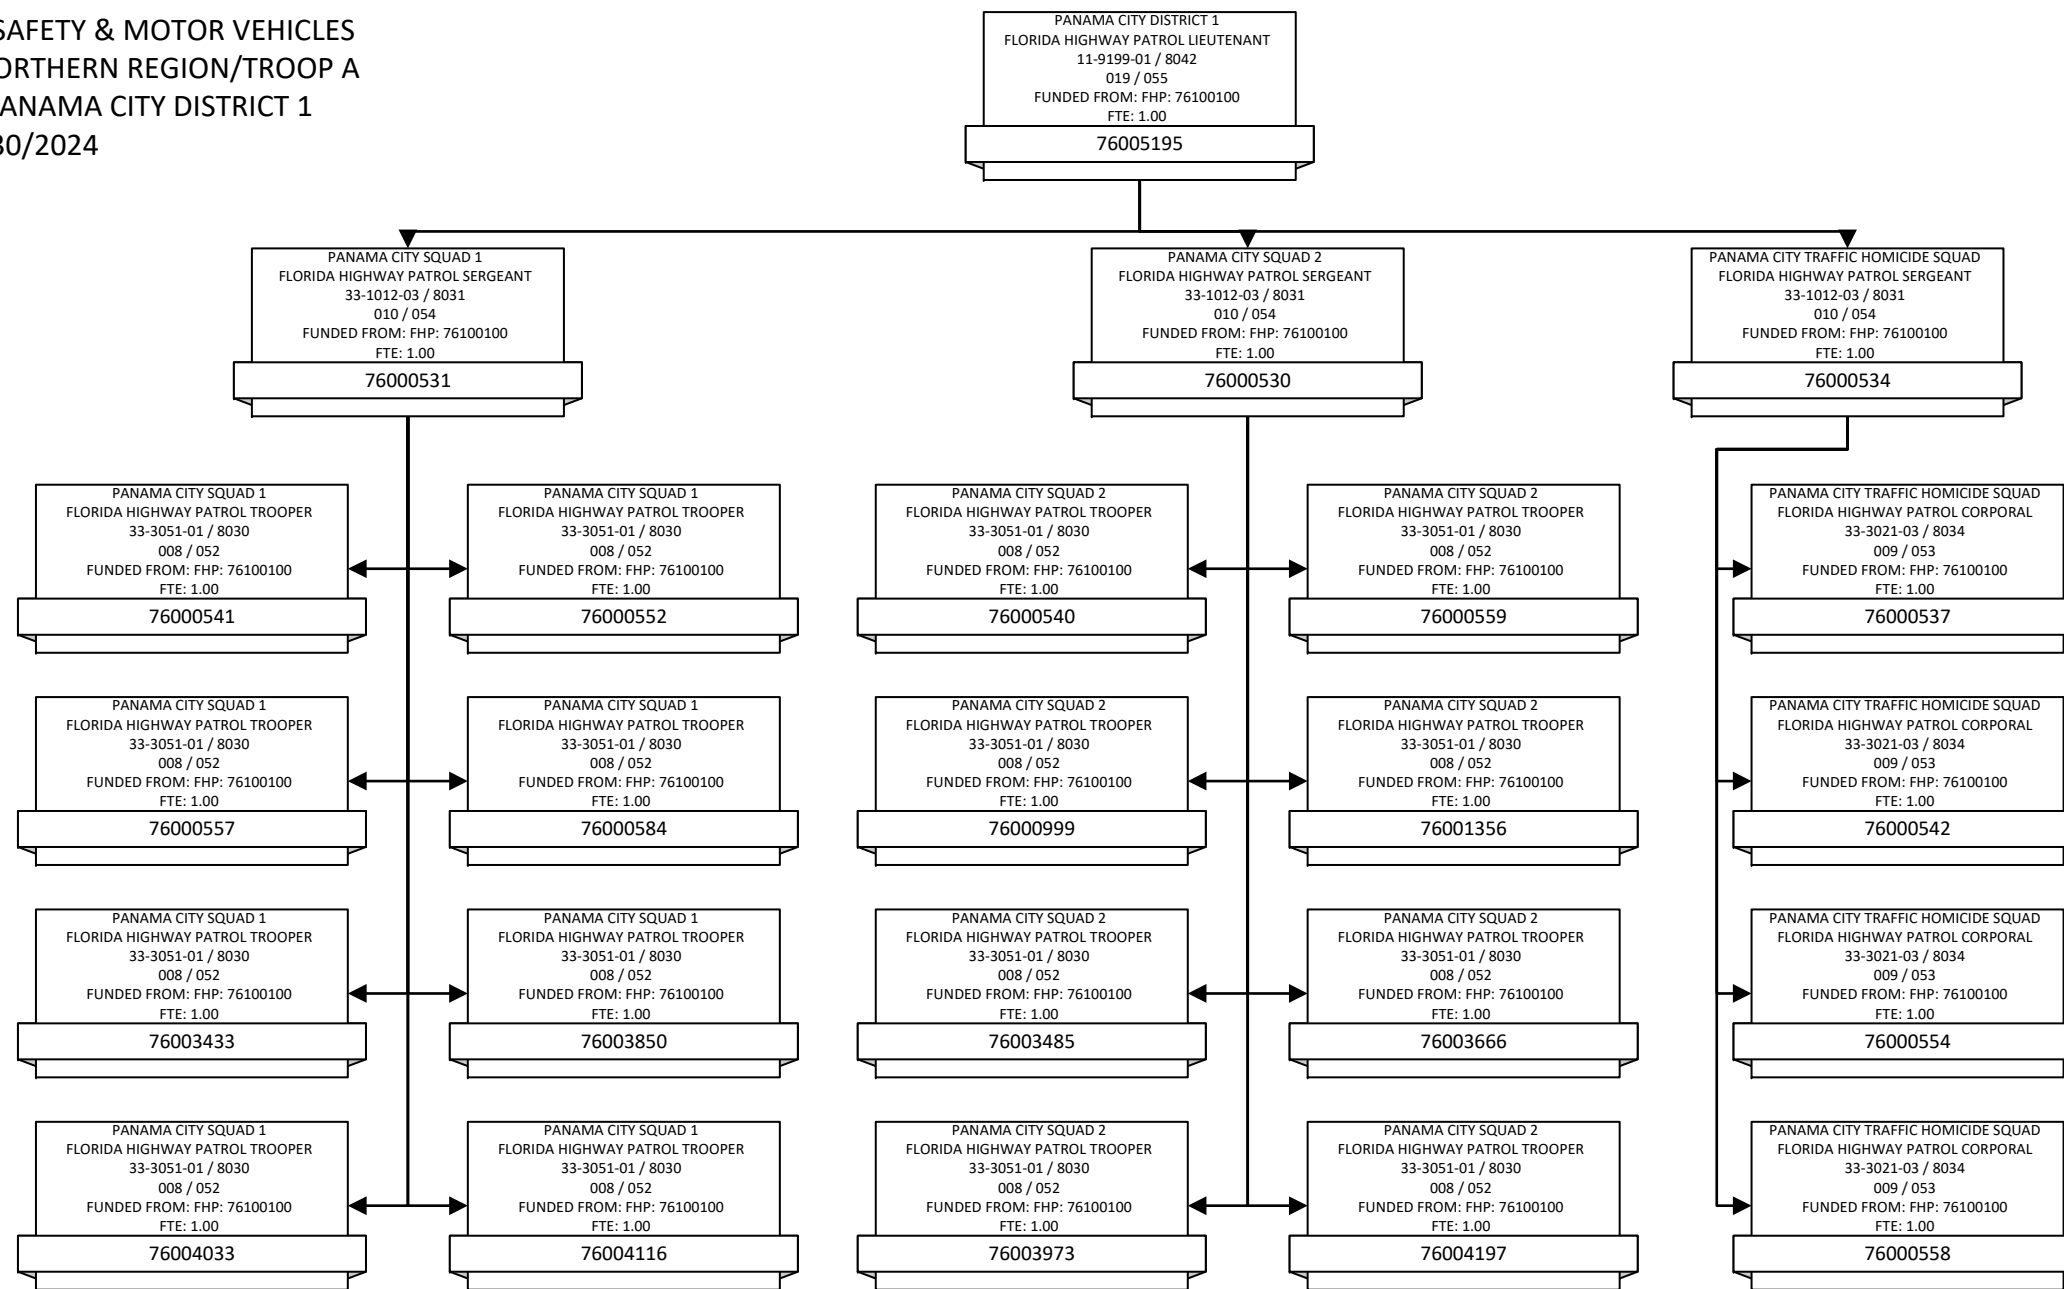 SAFETY & MOTOR VEHICLES
ORTHERN REGION/TROOP A
PANAMA CITY DISTRICT 1
30/2024
PANAMA CITY DISTRICT 1
FLORIDA HIGHWAY PATROL LIEUTENANT
11-9199-01 / 8042
019 / 055
FUNDED FROM: FHP: 76100100
FTE: 1.00
76005195
PANAMA CITY SQUAD 1
FLORIDA HIGHWAY PATROL SERGEANT
33-1012-03 / 8031
010 / 054
FUNDED FROM: FHP: 76100100
FTE: 1.00
76000531
PANAMA CITY SQUAD 2
FLORIDA HIGHWAY PATROL SERGEANT
33-1012-03 / 8031
010 / 054
FUNDED FROM: FHP: 76100100
FTE: 1.00
76000530
PANAMA CITY TRAFFIC HOMICIDE SQUAD
FLORIDA HIGHWAY PATROL SERGEANT
33-1012-03 / 8031
010 / 054
FUNDED FROM: FHP: 76100100
FTE: 1.00
76000534
PANAMA CITY SQUAD 1
FLORIDA HIGHWAY PATROL TROOPER
33-3051-01 / 8030
008 / 052
FUNDED FROM: FHP: 76100100
FTE: 1.00
76000541
PANAMA CITY SQUAD 1
FLORIDA HIGHWAY PATROL TROOPER
33-3051-01 / 8030
008 / 052
FUNDED FROM: FHP: 76100100
FTE: 1.00
76000552
PANAMA CITY SQUAD 2
FLORIDA HIGHWAY PATROL TROOPER
33-3051-01 / 8030
008 / 052
FUNDED FROM: FHP: 76100100
FTE: 1.00
76000540
PANAMA CITY SQUAD 2
FLORIDA HIGHWAY PATROL TROOPER
33-3051-01 / 8030
008 / 052
FUNDED FROM: FHP: 76100100
FTE: 1.00
76000559
PANAMA CITY TRAFFIC HOMICIDE SQUAD
FLORIDA HIGHWAY PATROL CORPORAL
33-3021-03 / 8034
009 / 053
FUNDED FROM: FHP: 76100100
FTE: 1.00
76000537
PANAMA CITY SQUAD 1
FLORIDA HIGHWAY PATROL TROOPER
33-3051-01 / 8030
008 / 052
FUNDED FROM: FHP: 76100100
FTE: 1.00
76000557
PANAMA CITY SQUAD 1
FLORIDA HIGHWAY PATROL TROOPER
33-3051-01 / 8030
008 / 052
FUNDED FROM: FHP: 76100100
FTE: 1.00
76000584
PANAMA CITY SQUAD 2
FLORIDA HIGHWAY PATROL TROOPER
33-3051-01 / 8030
008 / 052
FUNDED FROM: FHP: 76100100
FTE: 1.00
76000999
PANAMA CITY SQUAD 2
FLORIDA HIGHWAY PATROL TROOPER
33-3051-01 / 8030
008 / 052
FUNDED FROM: FHP: 76100100
FTE: 1.00
76001356
PANAMA CITY TRAFFIC HOMICIDE SQUAD
FLORIDA HIGHWAY PATROL CORPORAL
33-3021-03 / 8034
009 / 053
FUNDED FROM: FHP: 76100100
FTE: 1.00
76000542
PANAMA CITY SQUAD 1
FLORIDA HIGHWAY PATROL TROOPER
33-3051-01 / 8030
008 / 052
FUNDED FROM: FHP: 76100100
FTE: 1.00
76003433
PANAMA CITY SQUAD 1
FLORIDA HIGHWAY PATROL TROOPER
33-3051-01 / 8030
008 / 052
FUNDED FROM: FHP: 76100100
FTE: 1.00
76003850
PANAMA CITY SQUAD 2
FLORIDA HIGHWAY PATROL TROOPER
33-3051-01 / 8030
008 / 052
FUNDED FROM: FHP: 76100100
FTE: 1.00
76003485
PANAMA CITY SQUAD 2
FLORIDA HIGHWAY PATROL TROOPER
33-3051-01 / 8030
008 / 052
FUNDED FROM: FHP: 76100100
FTE: 1.00
76003666
PANAMA CITY TRAFFIC HOMICIDE SQUAD
FLORIDA HIGHWAY PATROL CORPORAL
33-3021-03 / 8034
009 / 053
FUNDED FROM: FHP: 76100100
FTE: 1.00
76000554
PANAMA CITY SQUAD 1
FLORIDA HIGHWAY PATROL TROOPER
33-3051-01 / 8030
008 / 052
FUNDED FROM: FHP: 76100100
FTE: 1.00
76004033
PANAMA CITY SQUAD 1
FLORIDA HIGHWAY PATROL TROOPER
33-3051-01 / 8030
008 / 052
FUNDED FROM: FHP: 76100100
FTE: 1.00
76004116
PANAMA CITY SQUAD 2
FLORIDA HIGHWAY PATROL TROOPER
33-3051-01 / 8030
008 / 052
FUNDED FROM: FHP: 76100100
FTE: 1.00
76003973
PANAMA CITY SQUAD 2
FLORIDA HIGHWAY PATROL TROOPER
33-3051-01 / 8030
008 / 052
FUNDED FROM: FHP: 76100100
FTE: 1.00
76004197
PANAMA CITY TRAFFIC HOMICIDE SQUAD
FLORIDA HIGHWAY PATROL CORPORAL
33-3021-03 / 8034
009 / 053
FUNDED FROM: FHP: 76100100
FTE: 1.00
76000558